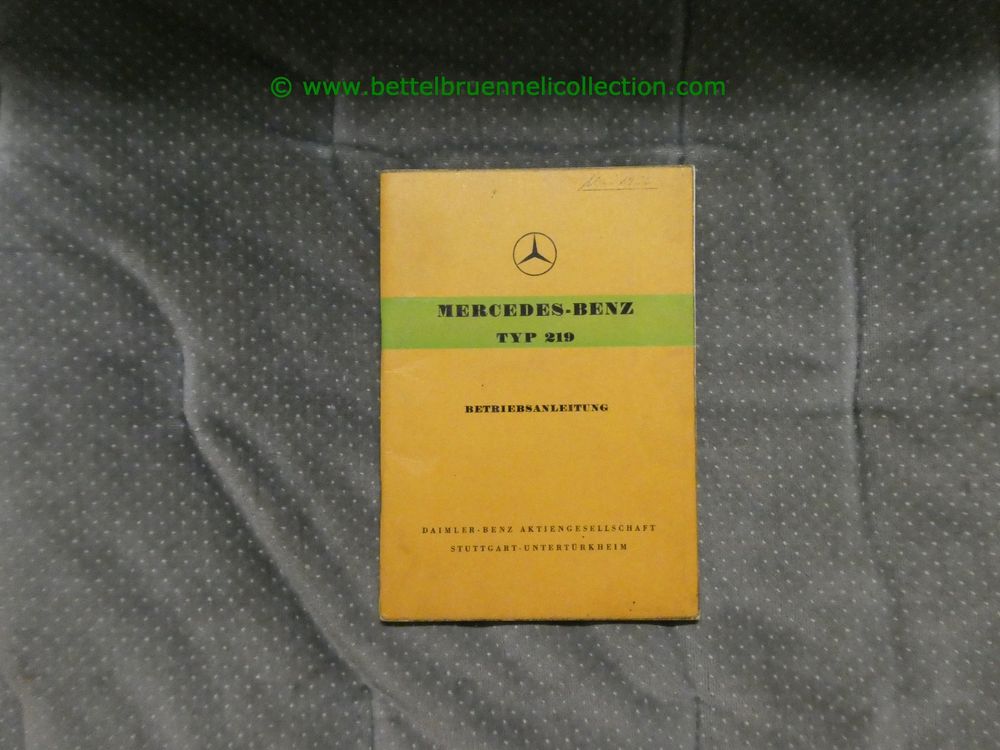 © www.bettelbruennelicollection.com
MERCEDES-BENZ
TYP 219
BETRIEBSANLEITUNG
DAIMLER-BENZ AKTIENGESELLSCHAFT
STUTTGART-UNTERTÜRKHEIM